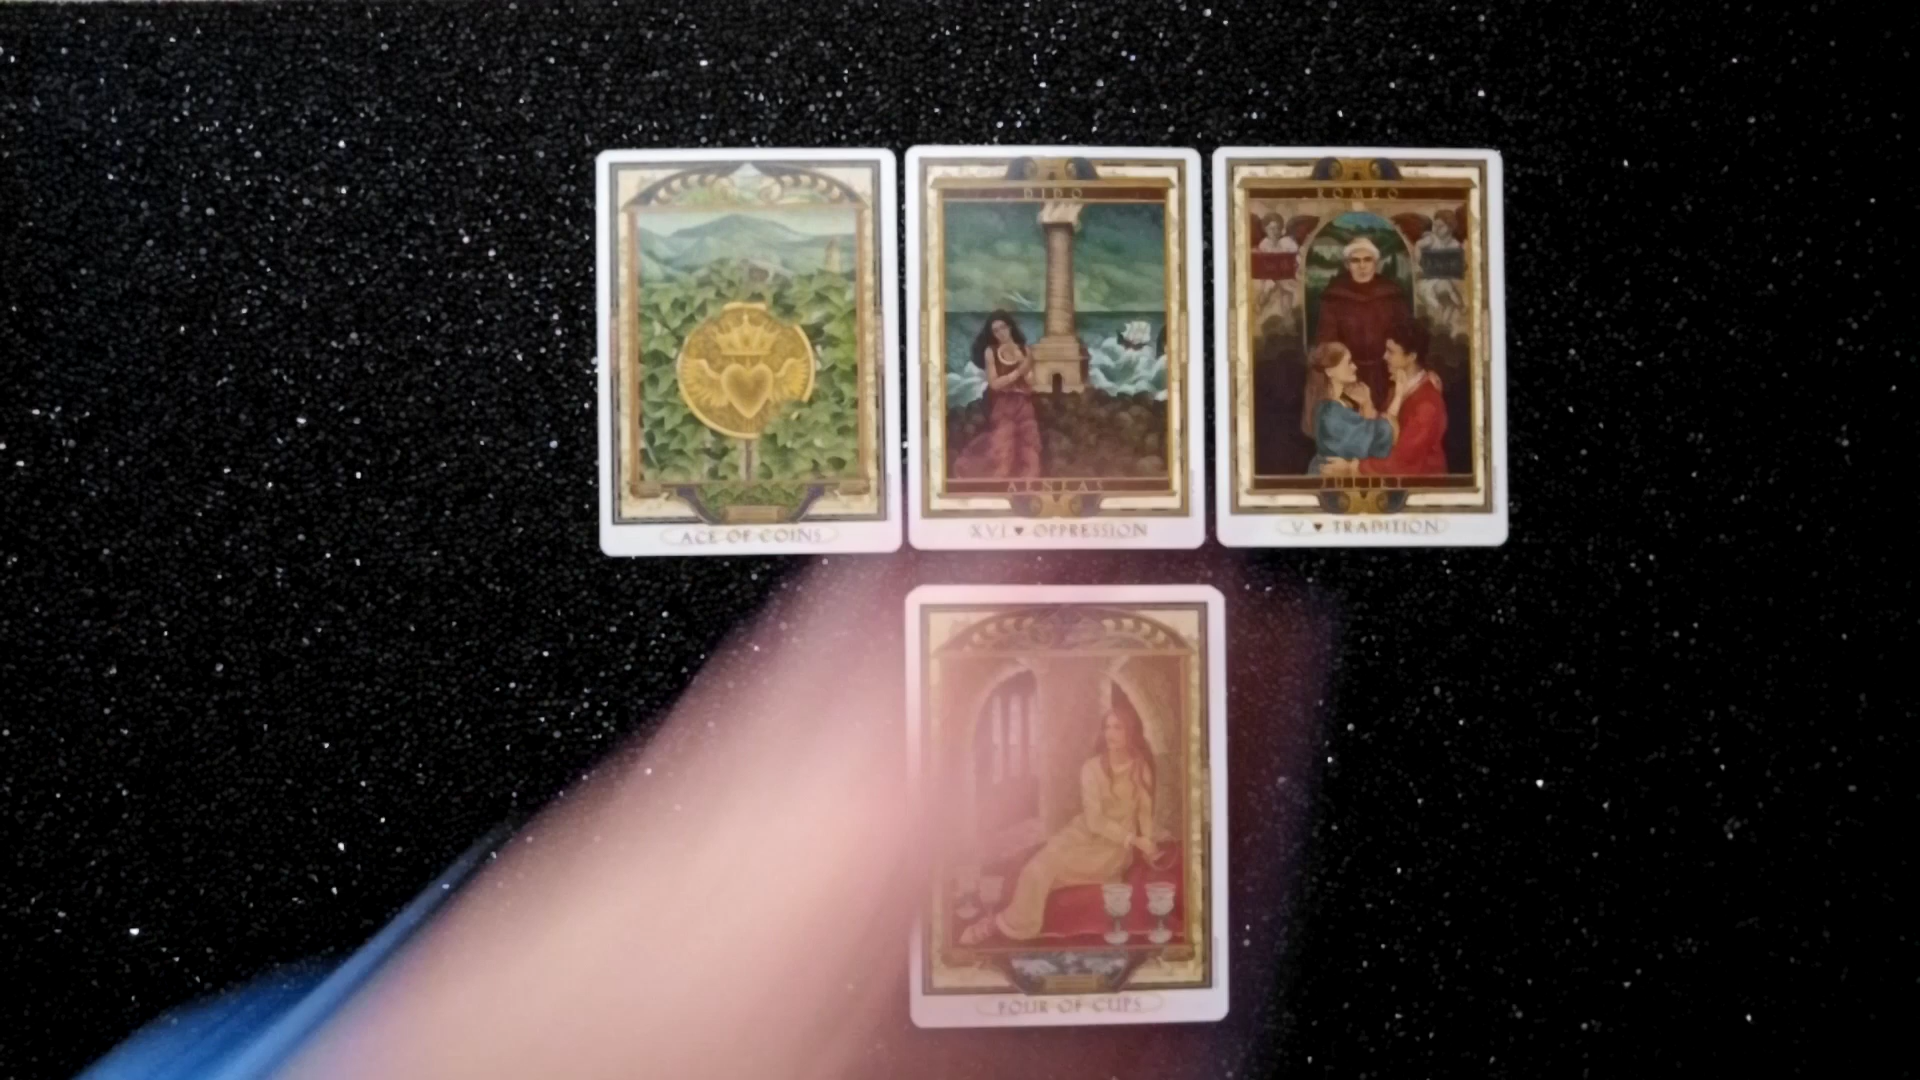 ACE OF COINS
DIDO
AENEAS
XVI ♥ OPPRESSION
ROMEO
JULIET
V ♥ TRADITION
FOUR OF CUPS